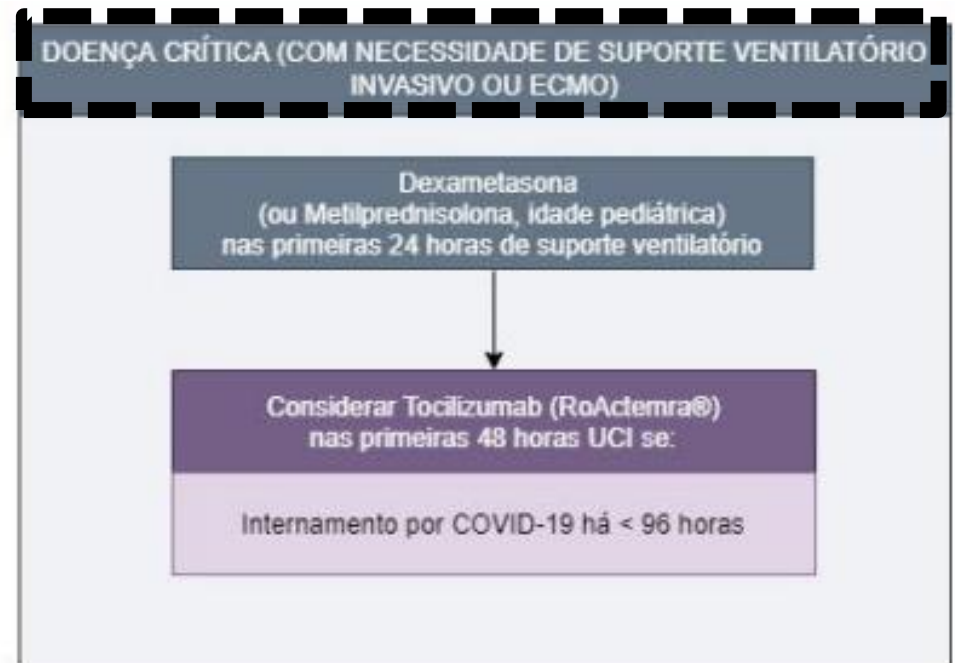 DOENÇA CRÍTICA (COM NECESSIDADE DE SUPORTE VENTILATÓRIO
INVASIVO OU ECMO)
Dexametasona
(ou Metilprednisolona, idade pediátrica)
nas primeiras 24 horas de suporte ventilatório
Considerar Tocilizumab (RoActemra®)
nas primeiras 48 horas UCI se:
Internamento por COVID-19 há < 96 horas